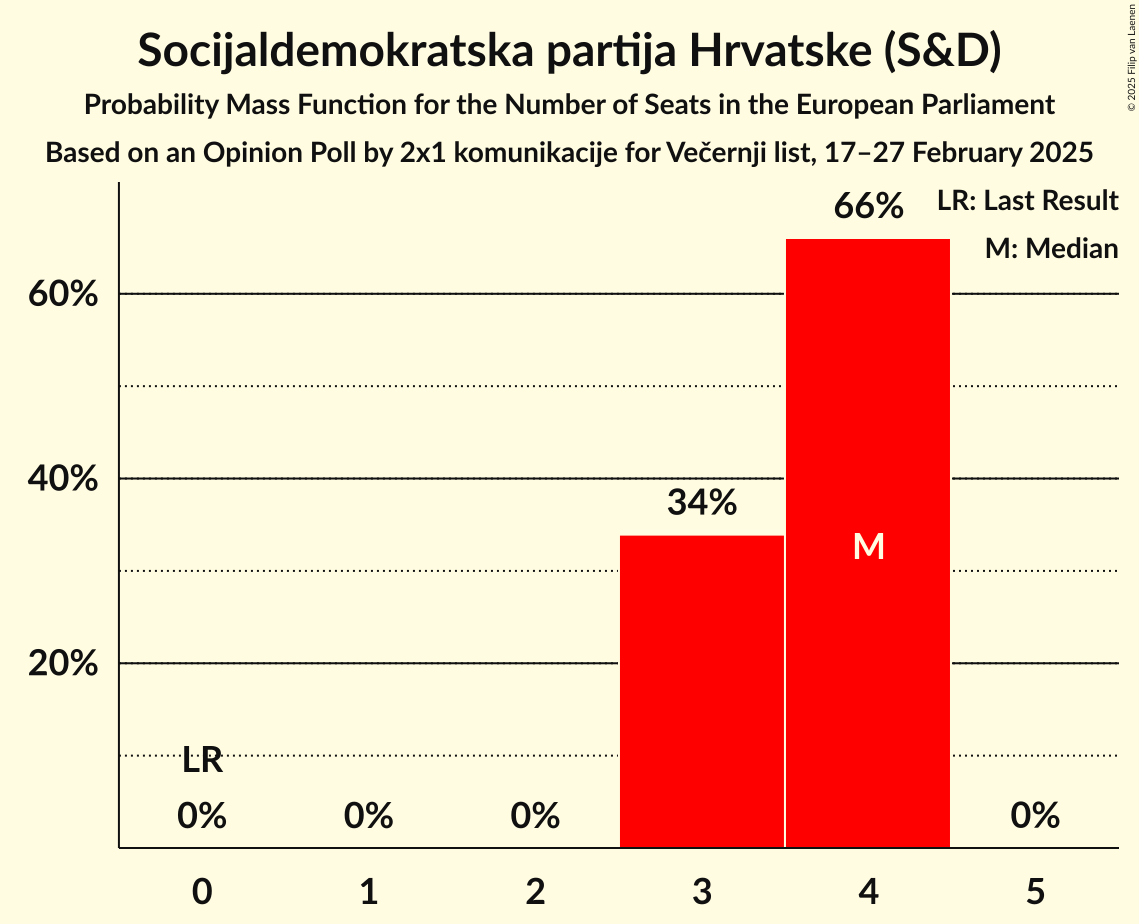 Socijaldemokratska partija Hrvatske (S&D)
Probability Mass Function for the Number of Seats in the European Parliament
Based on an Opinion Poll by 2x1 komunikacije for Večernji list, 17–27 February 2025
© 2025 Filip van Laenen
LR: Last Result
M: Median
66%
60%
40%
34%
M
20%
LR
0% 0% 0% 0%
0 1 2 3 4 5